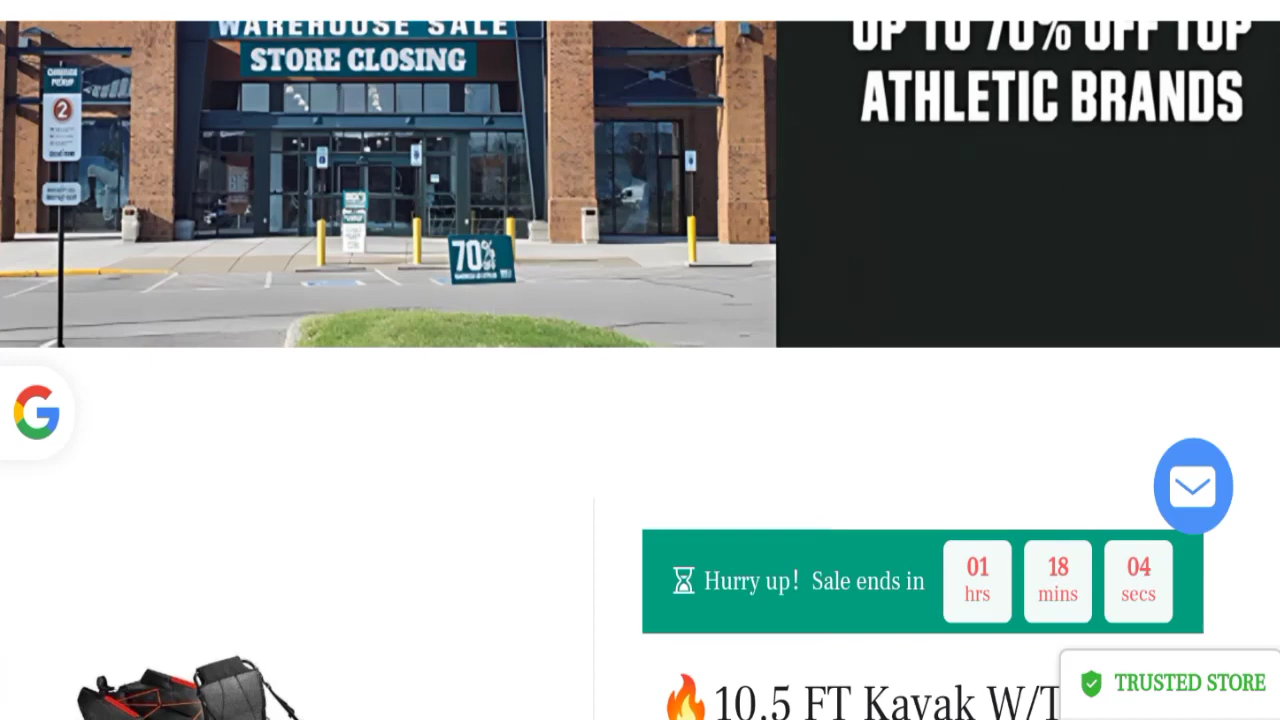 WAREHOUSE SALE
STORE CLOSING
2
70%
UP TO 70% OFF TOP
ATHLETIC BRANDS
G
Hurry up! Sale ends in
01 hrs
18 mins
04 secs
🔥10.5 FT Kayak W/T
TRUSTED STORE